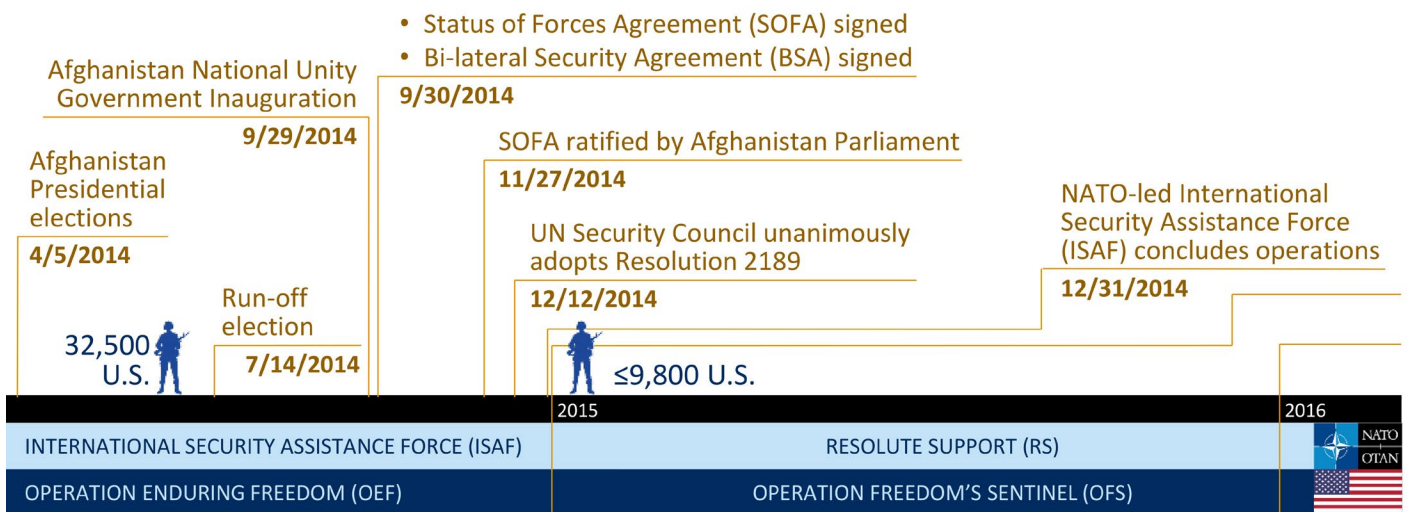 • Status of Forces Agreement (SOFA) signed
• Bi-lateral Security Agreement (BSA) signed
9/30/2014
Afghanistan National Unity
Government Inauguration
9/29/2014
SOFA ratified by Afghanistan Parliament
11/27/2014
Afghanistan
Presidential
elections
4/5/2014
NATO-led International
Security Assistance Force
(ISAF) concludes operations
12/31/2014
UN Security Council unanimously
adopts Resolution 2189
12/12/2014
Run-off
election
7/14/2014
32,500
U.S.
≤9,800 U.S.
2015
2016
INTERNATIONAL SECURITY ASSISTANCE FORCE (ISAF)
RESOLUTE SUPPORT (RS)
NATO
OTAN
OPERATION ENDURING FREEDOM (OEF)
OPERATION FREEDOM’S SENTINEL (OFS)